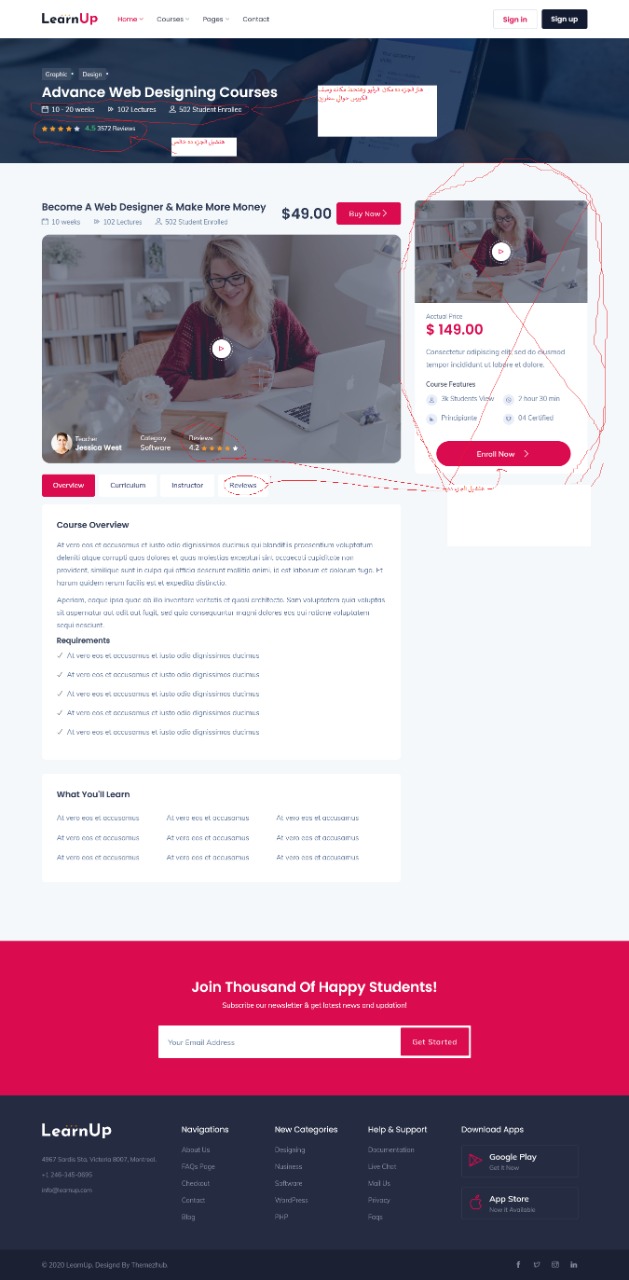 LearnUp
Home
Courses
Pages
Contact
Sign in
Sign up
Graphic • Design •
Advance Web Designing Courses
10 - 20 weeks
102 Lectures
502 Student Enrolled
4.5 3572 Reviews
الجزء ده
الجزء ده خالص
Become A Web Designer & Make More Money
10 weeks
102 Lectures
502 Student Enrolled
$49.00
Buy Now
Teacher
Jessica West
Category
Software
Reviews
4.2
Acctual Price
$ 149.00
Consectetur adipiscing elit, sed do eiusmod
tempor incididunt ut labore et dolore.
Course Features
3k Students View
2 hour 30 min
Principiante
04 Certified
Enroll Now
Overview
Curriculum
Instructor
Reviews
الجزء ده
Course Overview
At vero eos et accusamus et iusto odio dignissimos ducimus qui blanditiis praesentium voluptatum
deleniti atque corrupti quos dolores et quas molestias excepturi sint occaecati cupiditate non
provident, similique sunt in culpa qui officia deserunt mollitia animi, id est laborum et dolorum fuga. Et
harum quidem rerum facilis est et expedita distinctio.
Aperiam, eaque ipsa quae ab illo inventore veritatis et quasi architecto. Sam voluptatem quia voluptas
sit aspernatur aut odit aut fugit, sed quia consequuntur magni dolores eos qui ratione voluptatem
sequi nesciunt.
Requirements
At vero eos et accusamus et iusto odio dignissimos ducimus
At vero eos et accusamus et iusto odio dignissimos ducimus
At vero eos et accusamus et iusto odio dignissimos ducimus
At vero eos et accusamus et iusto odio dignissimos ducimus
At vero eos et accusamus et iusto odio dignissimos ducimus
What You'll Learn
At vero eos et accusamus At vero eos et accusamus At vero eos et accusamus
At vero eos et accusamus At vero eos et accusamus At vero eos et accusamus
At vero eos et accusamus At vero eos et accusamus At vero eos et accusamus
Join Thousand Of Happy Students!
Subscribe our newsletter & get latest news and updation!
Your Email Address
Get Started
LearnUp
4967 Sardis Sta, Victoria 8007, Montreal.
+1 246-345-0695
info@learnup.com
Navigations
About Us
FAQs Page
Checkout
Contact
Blog
New Categories
Designing
Nusiness
Software
WordPress
PHP
Help & Support
Documentation
Live Chat
Mail Us
Privacy
Faqs
Download Apps
Google Play
Get It Now
App Store
Now it Available
© 2020 LearnUp. Designd By Themezhub.